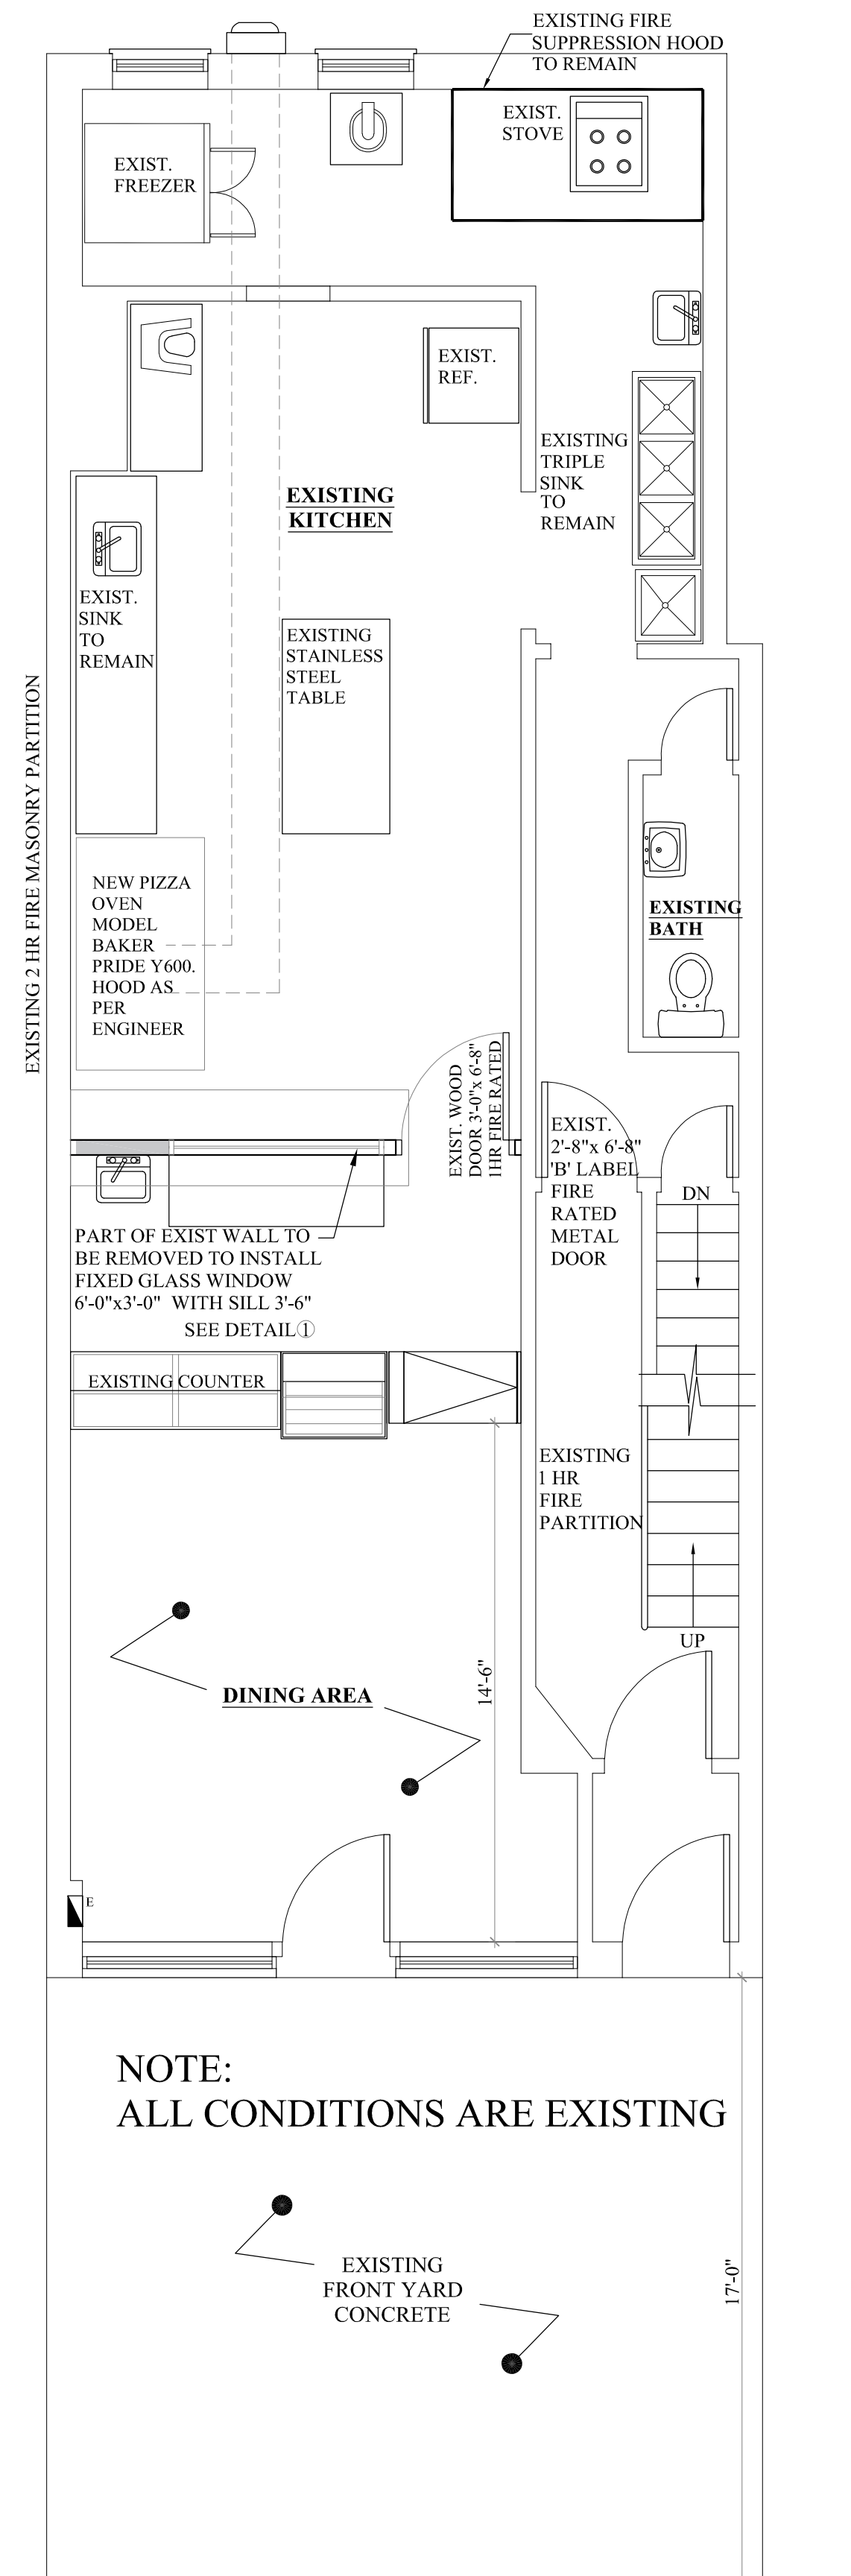 EXISTING FIRE
SUPPRESSION HOOD
TO REMAIN
EXIST.
STOVE
EXIST.
FREEZER
EXIST.
REF.
EXISTING
TRIPLE
SINK
TO
REMAIN
EXISTING
KITCHEN
EXIST.
SINK
TO
REMAIN
EXISTING
STAINLESS
STEEL
TABLE
EXISTING 2 HR FIRE MASONRY PARTITION
NEW PIZZA
OVEN
MODEL
BAKER
PRIDE Y600.
HOOD AS
PER
ENGINEER
EXISTING
BATH
EXIST. WOOD
DOOR 3'-0"x 6'-8"
1HR FIRE RATED
EXIST.
2'-8"x 6'-8"
'B' LABEL
FIRE
RATED
METAL
DOOR
DN
PART OF EXIST WALL TO
BE REMOVED TO INSTALL
FIXED GLASS WINDOW
6'-0"x3'-0" WITH SILL 3'-6"
SEE DETAIL①
EXISTING COUNTER
EXISTING
1 HR
FIRE
PARTITION
UP
DINING AREA
14'-6"
E
NOTE:
ALL CONDITIONS ARE EXISTING
EXISTING
FRONT YARD
CONCRETE
17'-0"